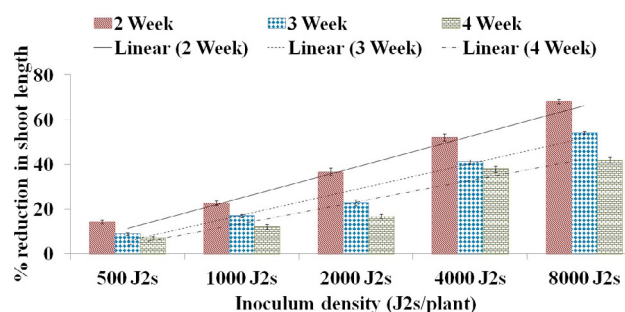 2 Week 3 Week 4 Week
Linear (2 Week) Linear (3 Week) Linear (4 Week)
% reduction in shoot length
80
60
40
20
0
500 J2s 1000 J2s 2000 J2s 4000 J2s 8000 J2s
Inoculum density (J2s/plant)